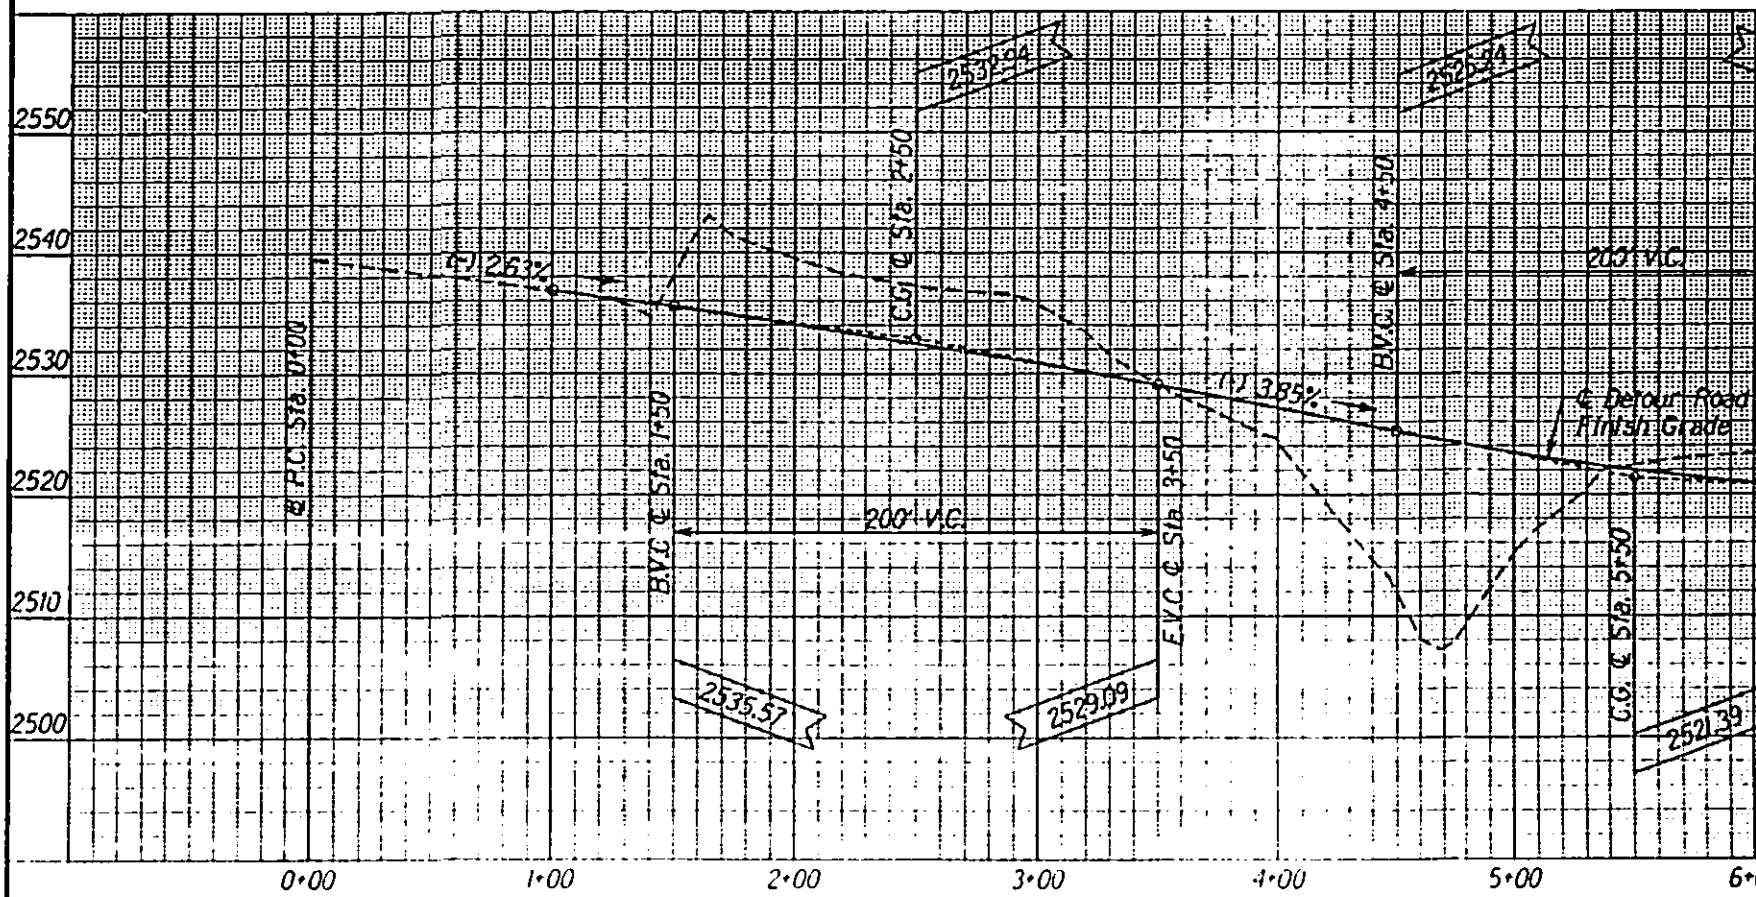 2532.94
2525.24
2550
C.G. ℄ Sta. 2+50
B.V.C. ℄ Sta. 4+50
2540
(-) 2.63%
200' V.C.
P.C. Sta. 0+00
2530
(-) 3.85%
℄ Detour Road
Finish Grade
B.V.C. ℄ Sta. 1+50
E.V.C. ℄ Sta. 3+50
2520
200' V.C.
C.G. ℄ Sta. 5+50
2510
2535.57
2529.09
2521.39
2500
0+00 1+00 2+00 3+00 4+00 5+00